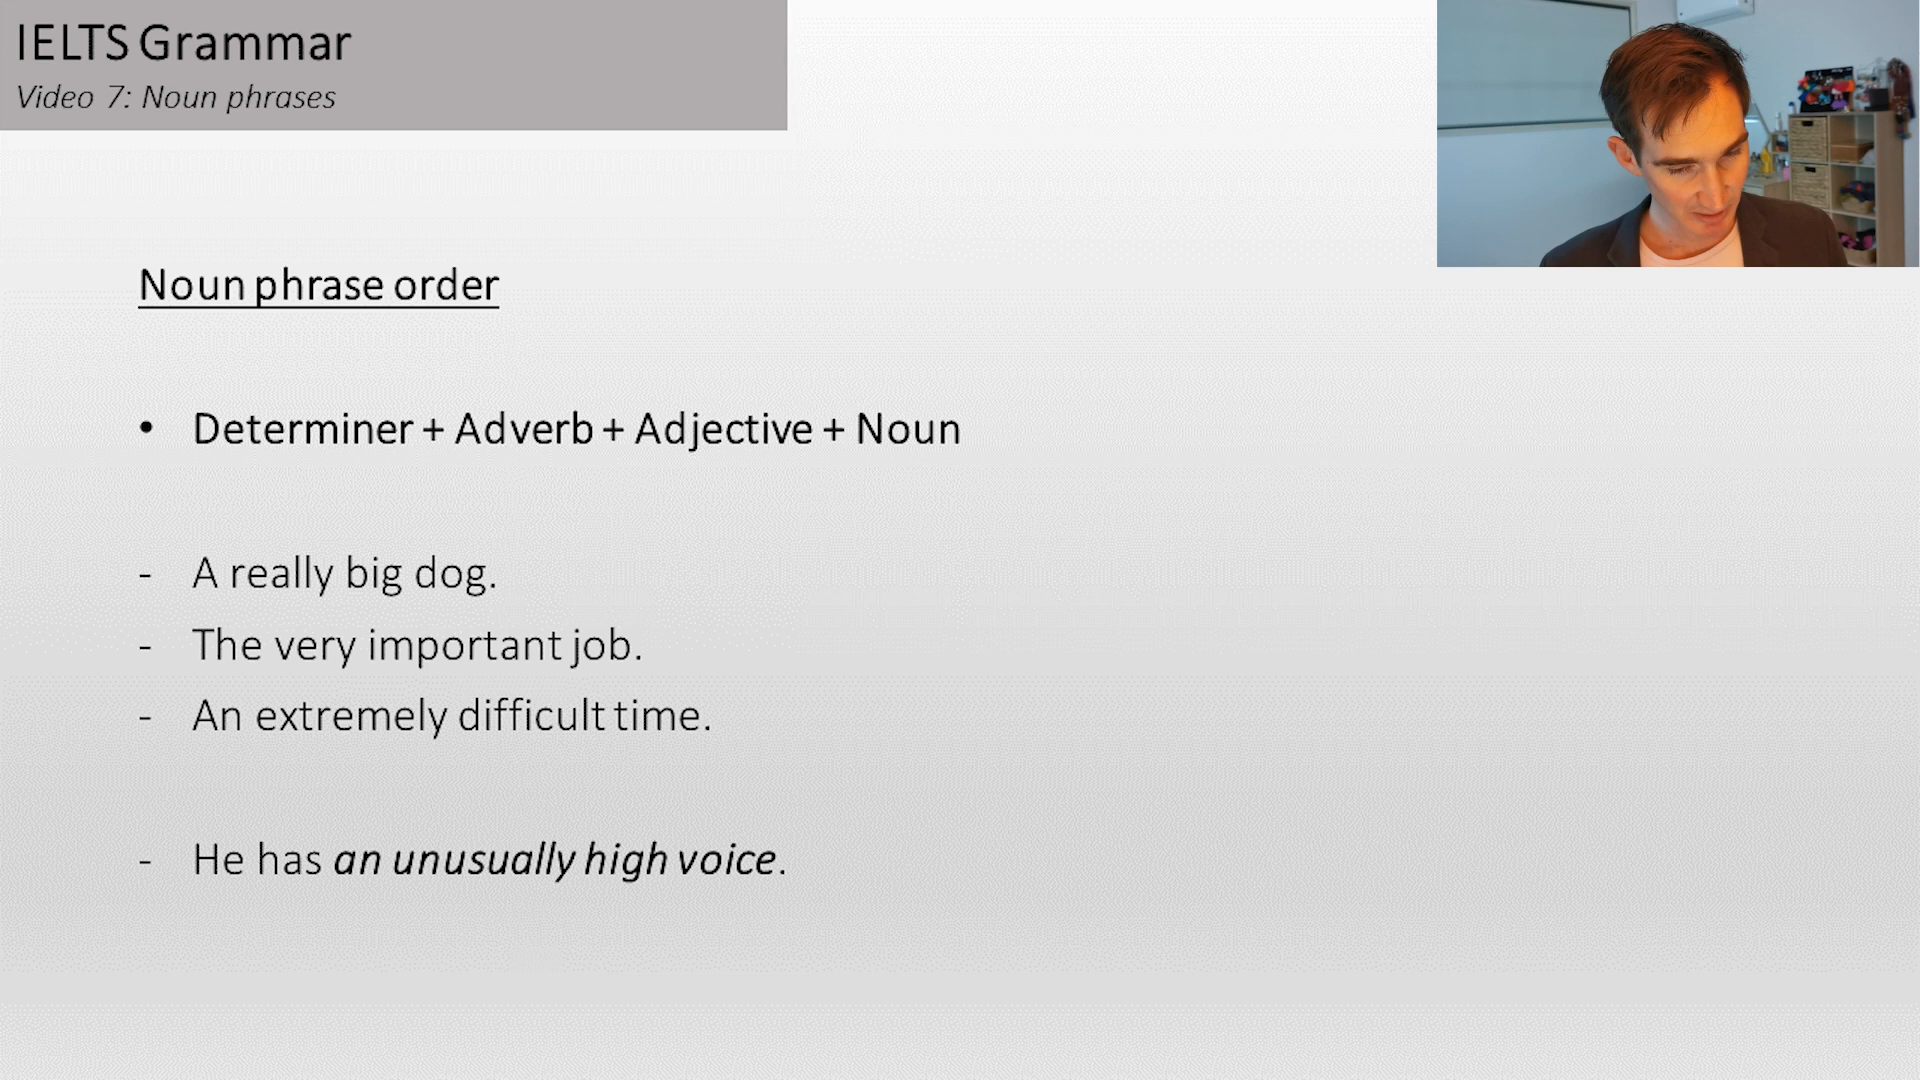 IELTS Grammar
Video 7: Noun phrases
Noun phrase order
• Determiner + Adverb + Adjective + Noun
- A really big dog.
- The very important job.
- An extremely difficult time.
- He has an unusually high voice.